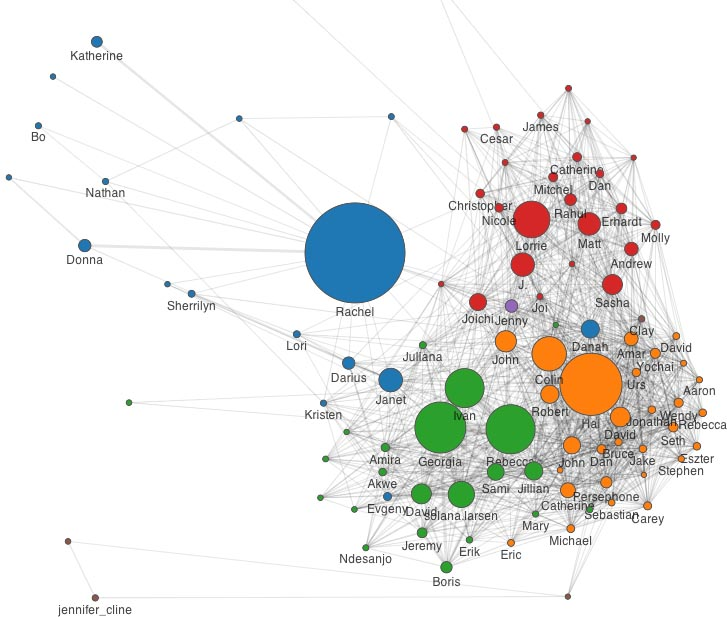 Katherine
Bo
Nathan
Donna
Sherrilyn
Lori
Darius
Janet
Kristen
Rachel
Cesar
James
Catherine
Mitchel
Dan
Christopher
Nicole
Rahul
Erhardt
Lorrie
Matt
Molly
Andrew
J.
Sasha
Joichi
Jenny
Joi
Juliana
John
Danah
Clay
Amar
David
Yochai
Colin
Urs
Aaron
Ivan
Robert
Hal
Jonathan
Wendy
Rebecca
David
Seth
Georgia
Rebecca
John
Dan
Bruce
Jake
Eszter
Stephen
Amira
Akwe
Sami
Jillian
Evgeny
David
solana.larsen
Catherine
Persephone
Sebastian
Carey
Mary
Michael
Jeremy
Erik
Eric
Ndesanjo
Boris
jennifer_cline